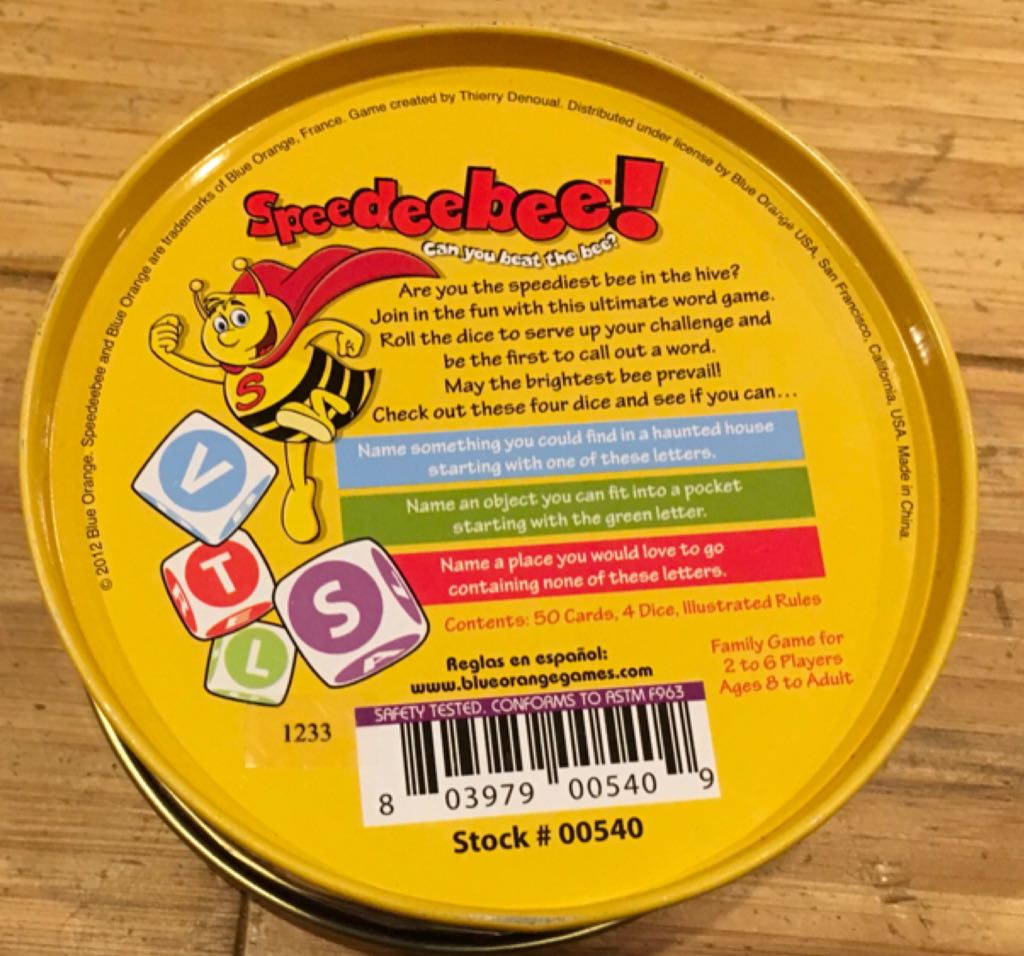 © 2012 Blue Orange. Speedeebee and Blue Orange are trademarks of Blue Orange, France. Game created by Thierry Denoual. Distributed under license by Blue Orange USA, San Francisco, California, USA. Made in China.
Speedeebee!™
Can you beat the bee?
Are you the speediest bee in the hive?
Join in the fun with this ultimate word game.
Roll the dice to serve up your challenge and
be the first to call out a word.
May the brightest bee prevail!
Check out these four dice and see if you can...
S
V
Name something you could find in a haunted house
starting with one of these letters.
Name an object you can fit into a pocket
starting with the green letter.
T
S
L
Name a place you would love to go
containing none of these letters.
Contents: 50 Cards, 4 Dice, Illustrated Rules
Reglas en español:
www.blueorangegames.com
Family Game for
2 to 6 Players
Ages 8 to Adult
SAFETY TESTED. CONFORMS TO ASTM F963
1233
8 03979 00540 9
Stock # 00540